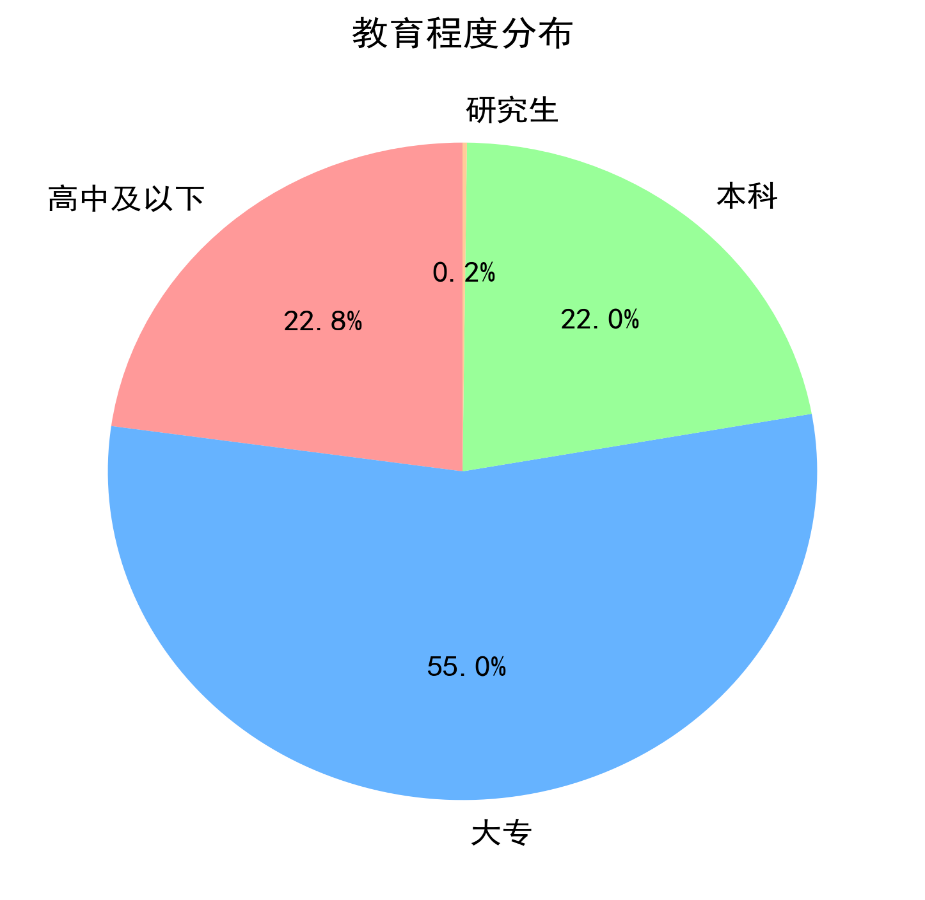 教育程度分布
研究生
本科
高中及以下
0.2%
22.8%
22.0%
55.0%
大专